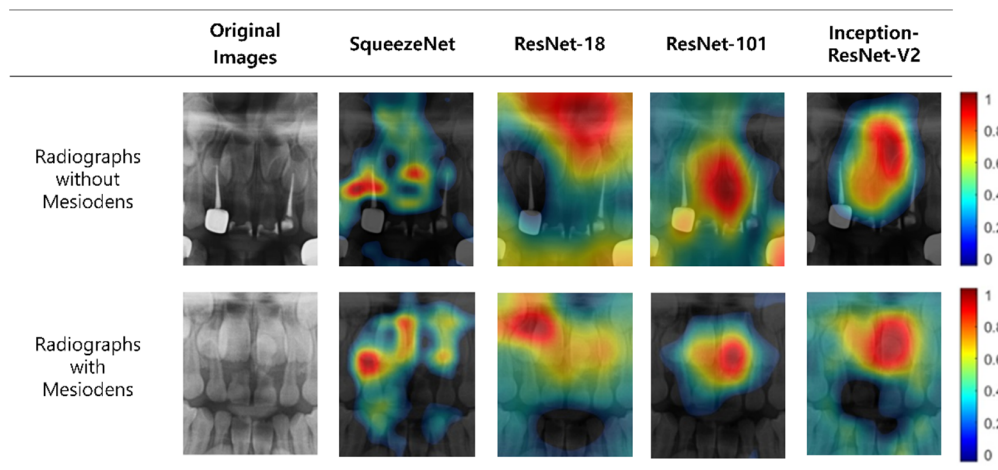 Original
Images
SqueezeNet
ResNet-18
ResNet-101
Inception-
ResNet-V2
Radiographs
without
Mesiodens
1
0.8
0.6
0.4
0.2
0
Radiographs
with
Mesiodens
1
0.8
0.6
0.4
0.2
0